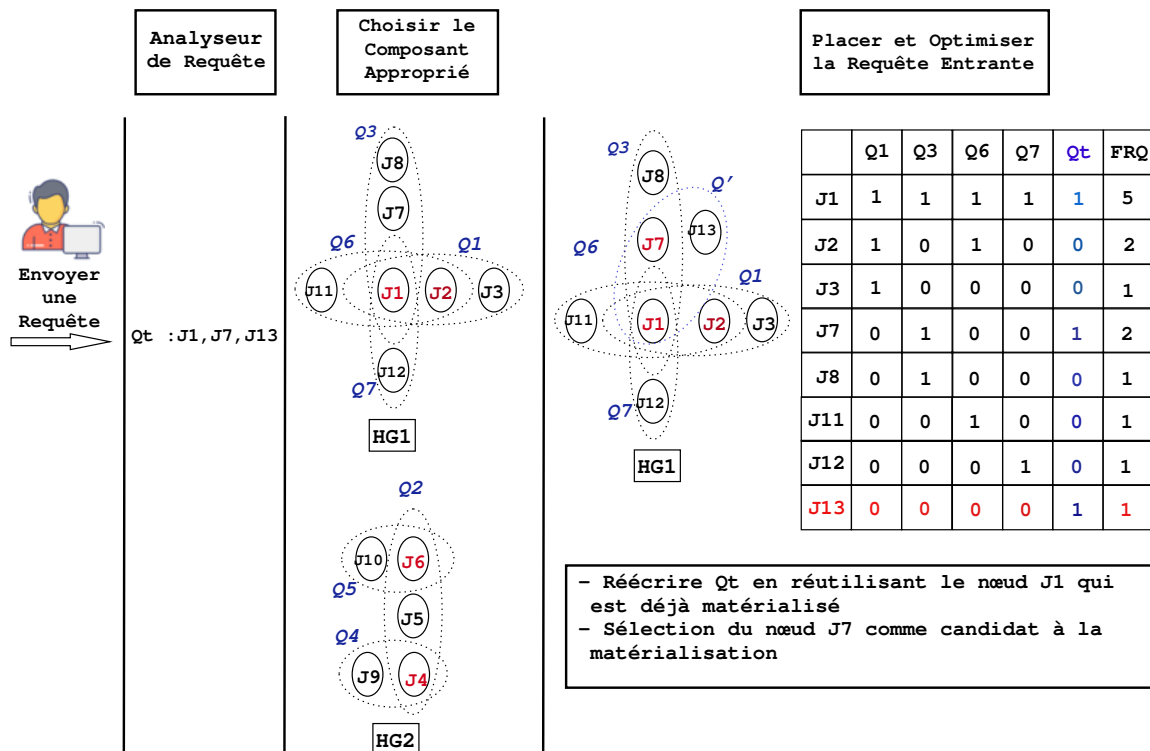 Analyseur
de Requête
Choisir le
Composant
Approprié
Placer et Optimiser
la Requête Entrante
Envoyer
une
Requête
Qt :J1,J7,J13
Q3
J8
J7
Q6
Q1
J11
J1
J2
J3
J12
Q7
HG1
Q2
J10
J6
Q5
J5
Q4
J9
J4
HG2
Q3
J8
Q'
J7
J13
Q6
Q1
J11
J1
J2
J3
Q7
J12
HG1
Q1 Q3 Q6 Q7 Qt FRQ
J1 1 1 1 1 1 5
J2 1 0 1 0 0 2
J3 1 0 0 0 0 1
J7 0 1 0 0 1 2
J8 0 1 0 0 0 1
J11 0 0 1 0 0 1
J12 0 0 0 1 0 1
J13 0 0 0 0 1 1
– Réécrire Qt en réutilisant le nœud J1 qui
est déjà matérialisé
– Sélection du nœud J7 comme candidat à la
matérialisation